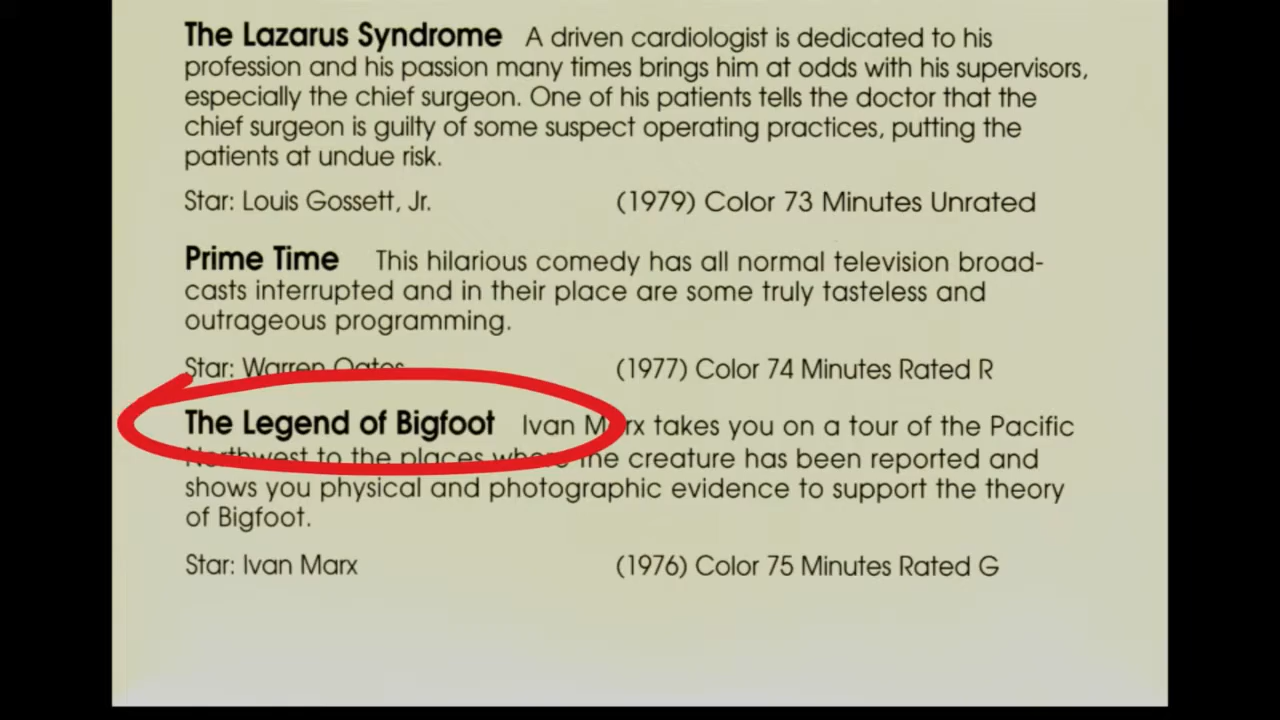 The Lazarus Syndrome A driven cardiologist is dedicated to his
profession and his passion many times brings him at odds with his supervisors,
especially the chief surgeon. One of his patients tells the doctor that the
chief surgeon is guilty of some suspect operating practices, putting the
patients at undue risk.
Star: Louis Gossett, Jr. (1979) Color 73 Minutes Unrated
Prime Time This hilarious comedy has all normal television broad-
casts interrupted and in their place are some truly tasteless and
outrageous programming.
Star: Warren Oates (1977) Color 74 Minutes Rated R
The Legend of Bigfoot Ivan Marx takes you on a tour of the Pacific
Northwest to the places where the creature has been reported and
shows you physical and photographic evidence to support the theory
of Bigfoot.
Star: Ivan Marx (1976) Color 75 Minutes Rated G